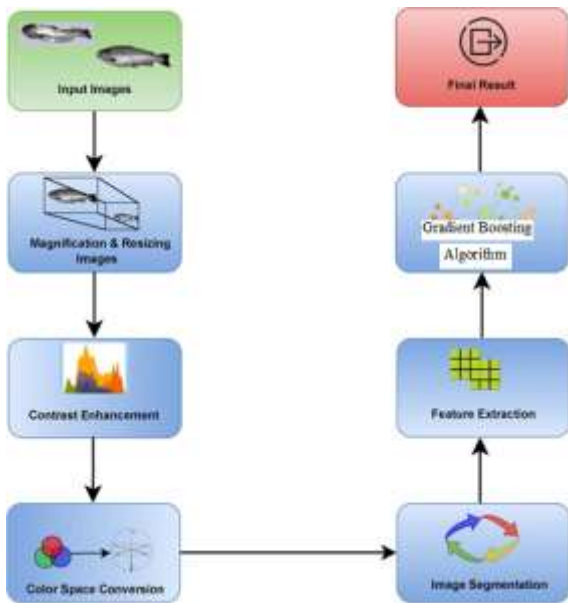 Input Images
Magnification & Resizing
Images
Contrast Enhancement
Color Space Conversion
Image Segmentation
Feature Extraction
Gradient Boosting
Algorithm
Final Result